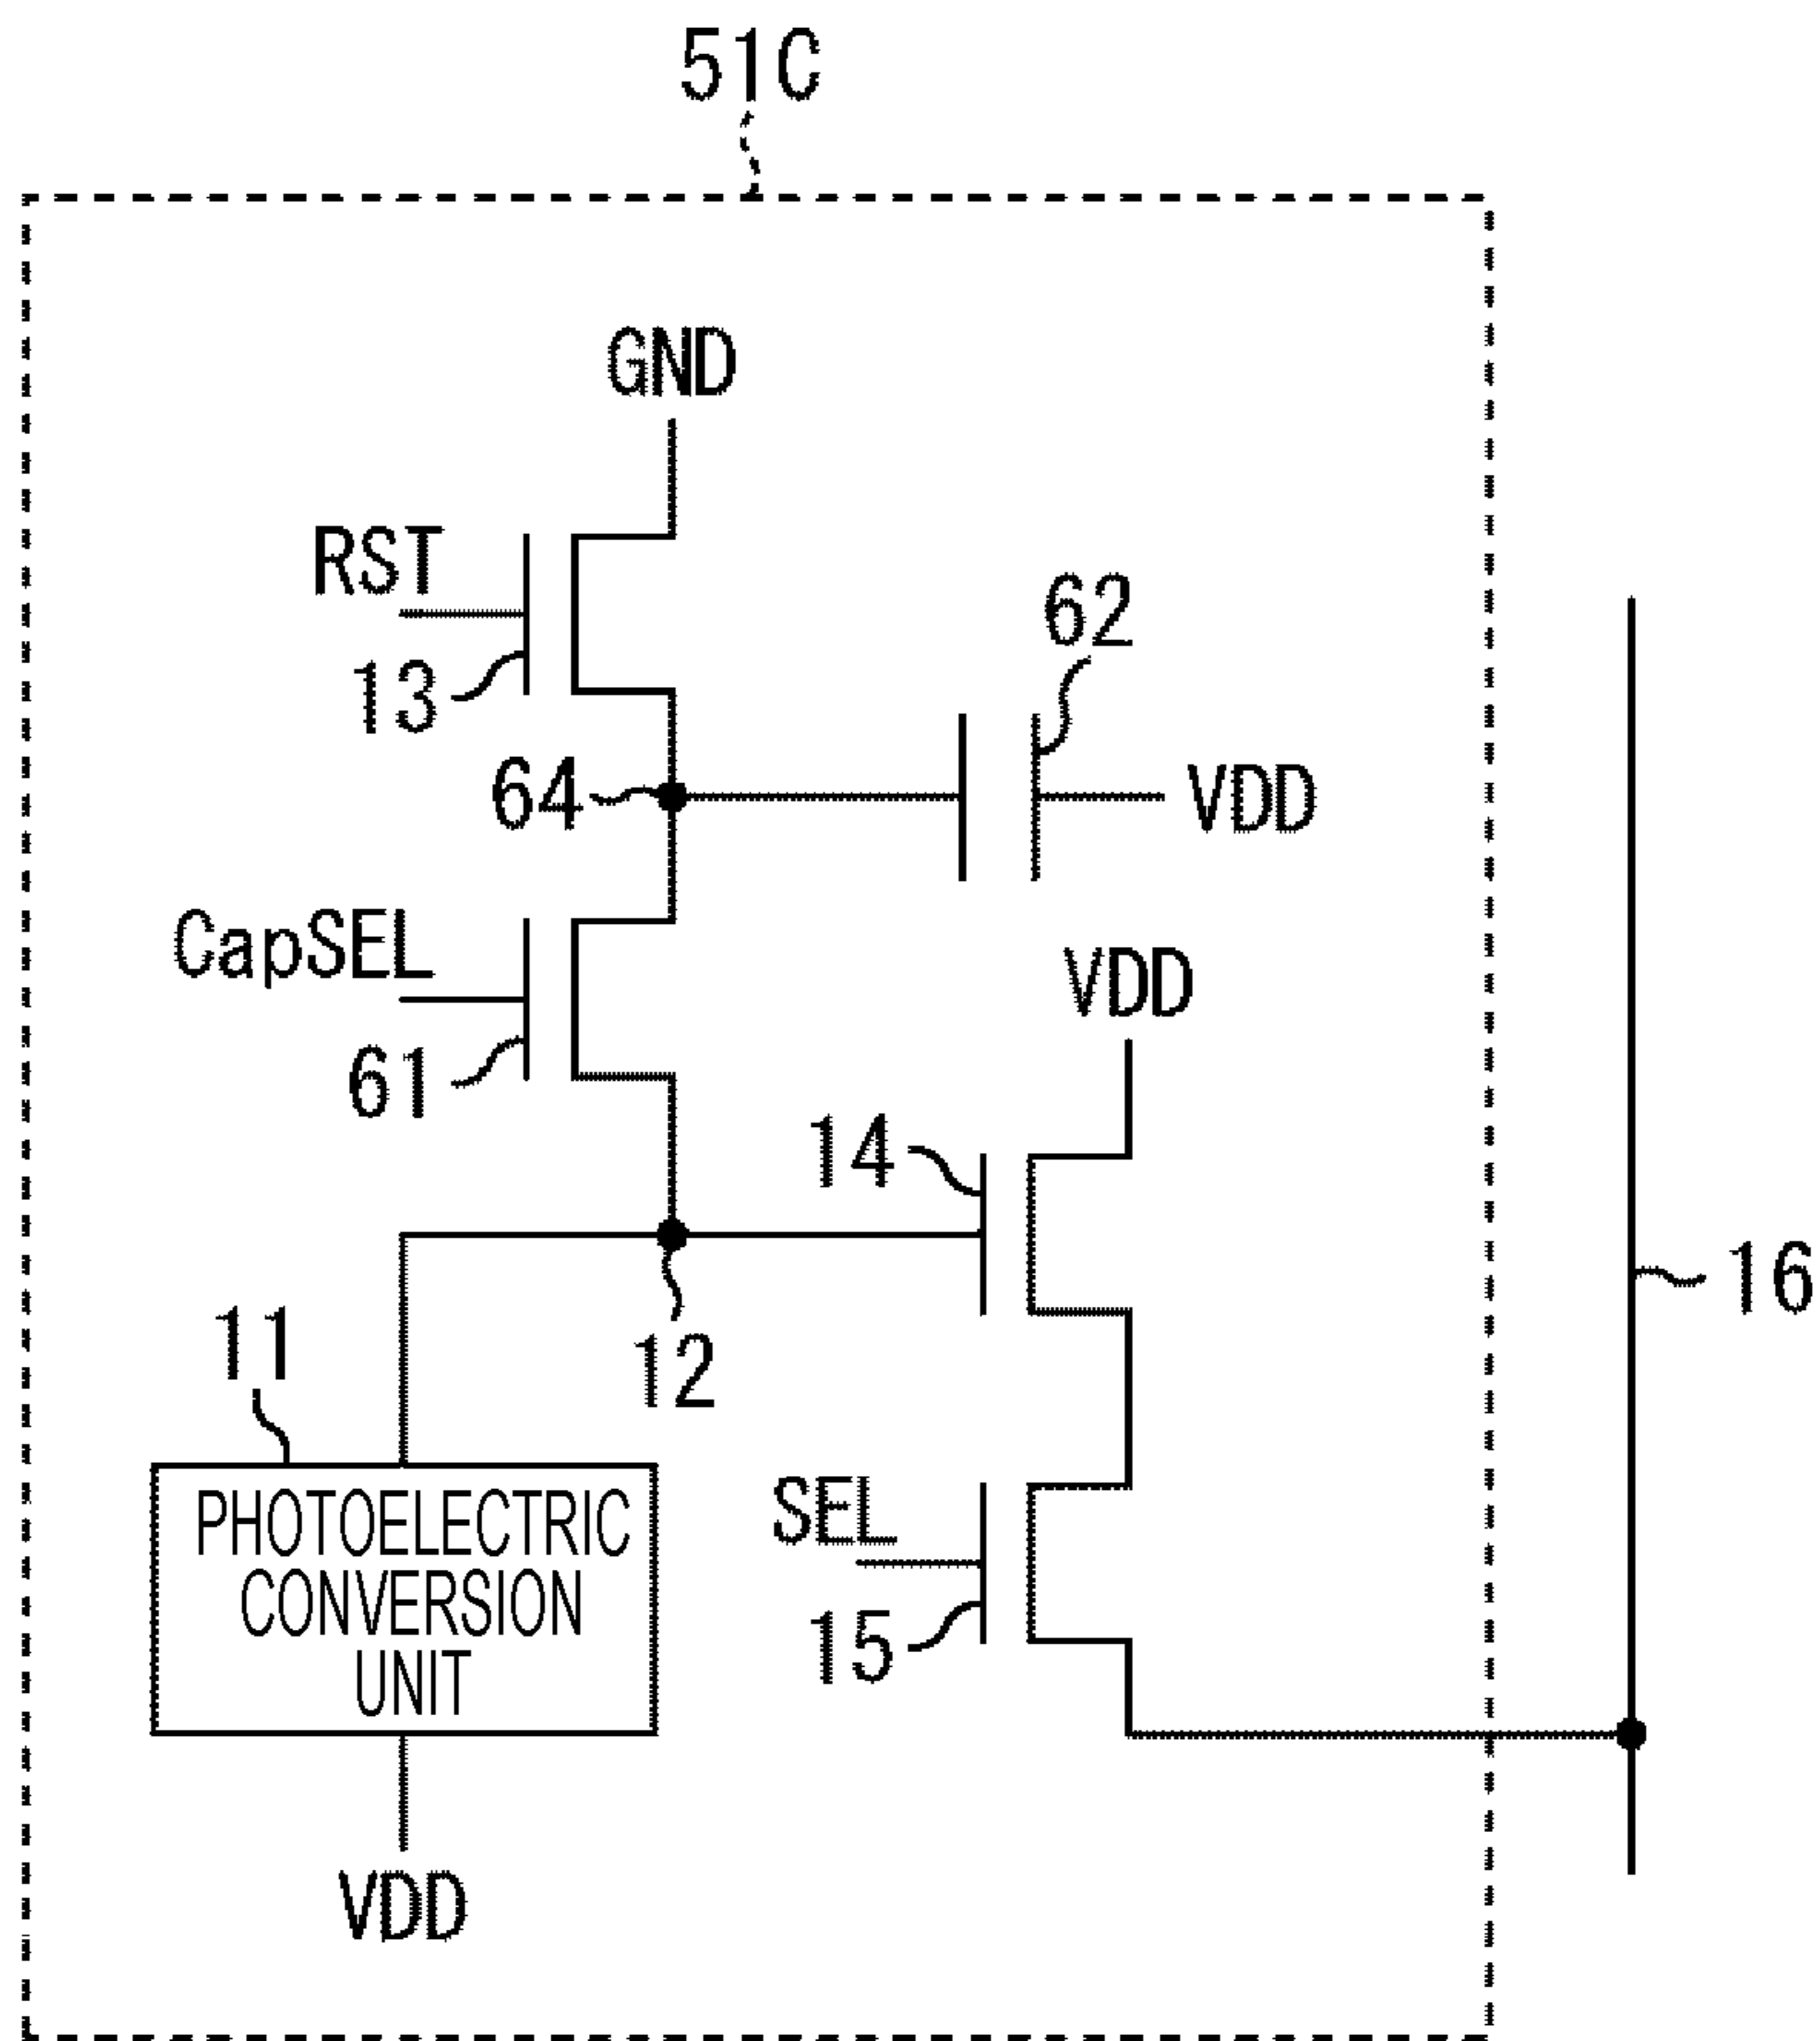 51C
GND
RST
62
13
64
VDD
CapSEL
VDD
61
14
16
11
12
PHOTOELECTRIC
CONVERSION
UNIT
SEL
15
VDD